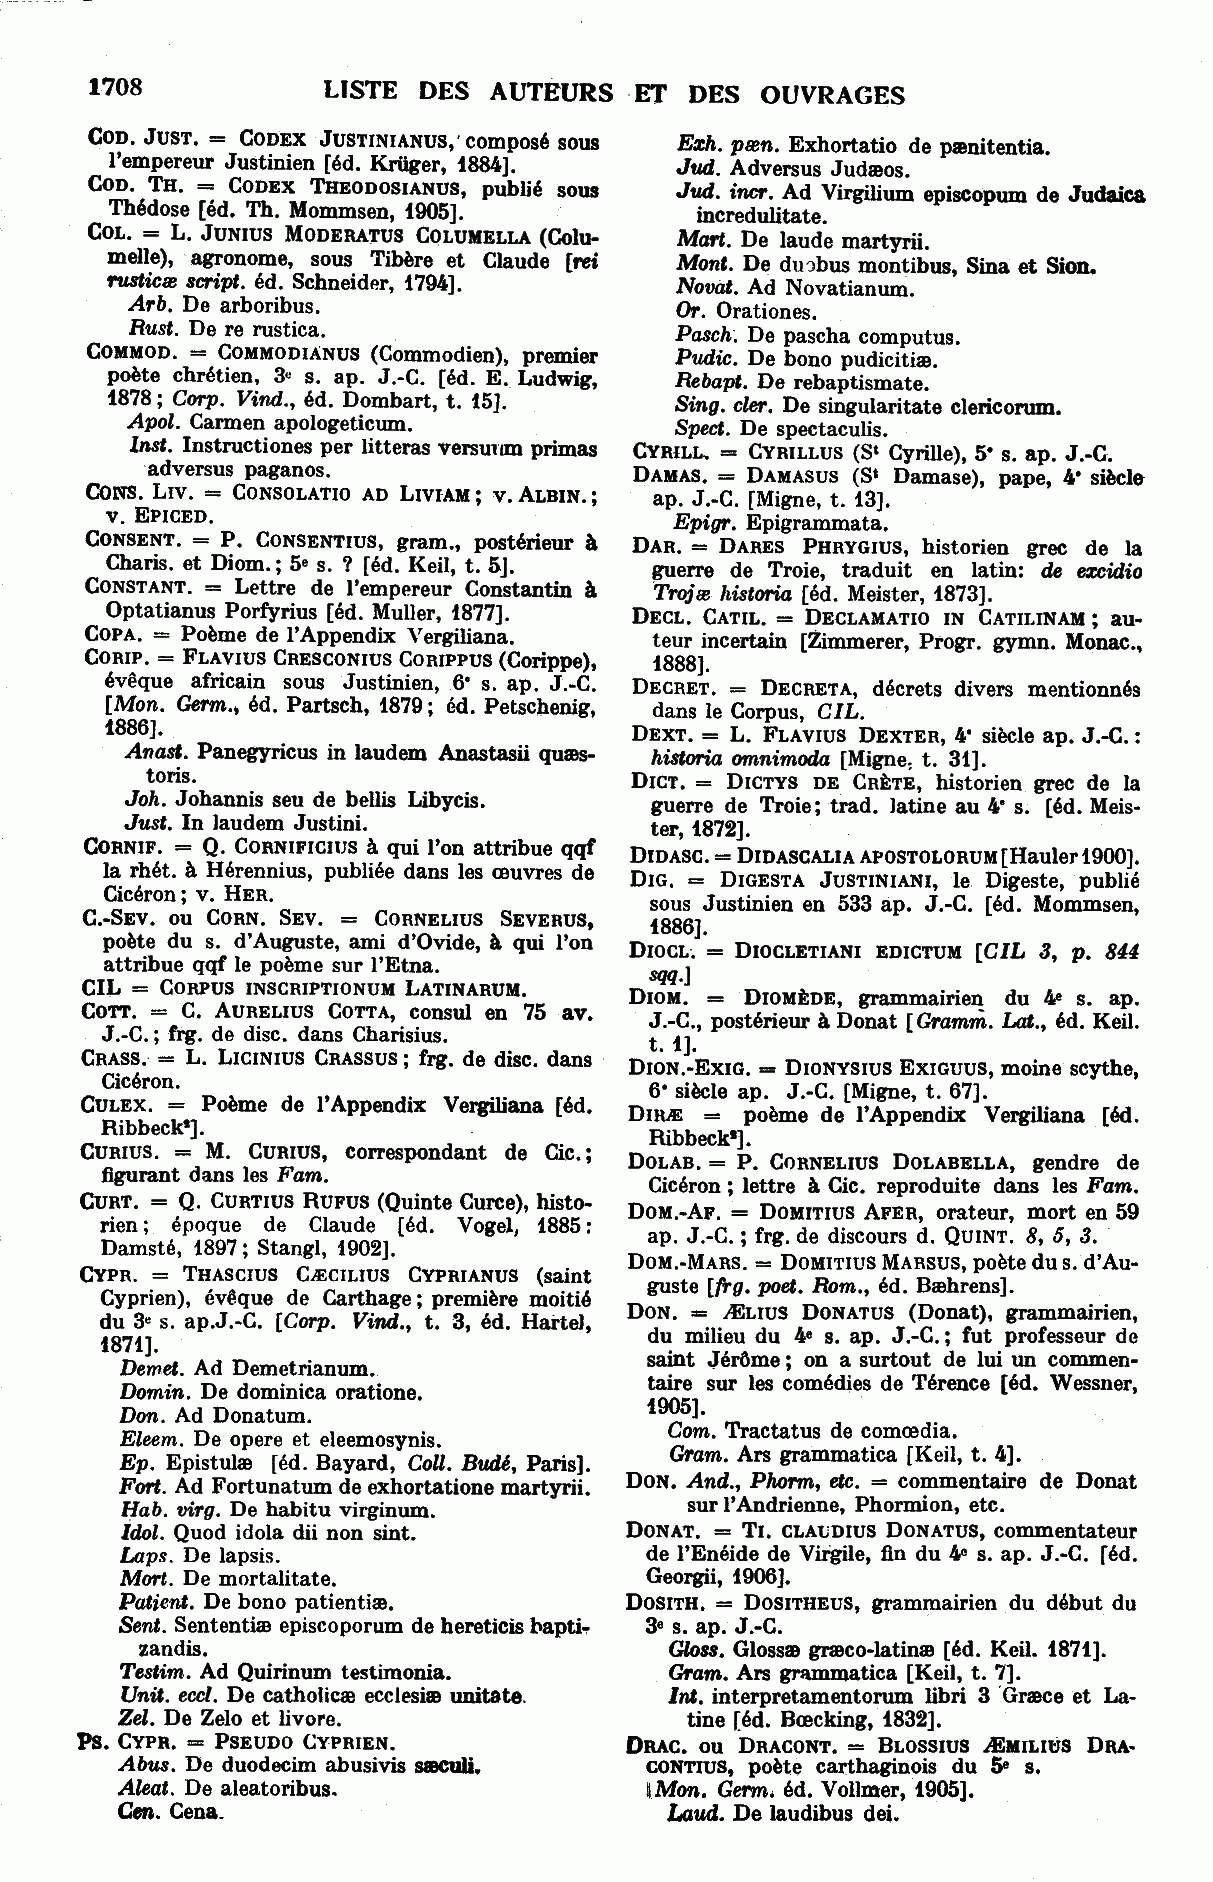 1708
LISTE DES AUTEURS ET DES OUVRAGES
COD. JUST. = CODEX JUSTINIANUS, composé sous
l'empereur Justinien [éd. Krüger, 1884].
COD. TH. = CODEX THEODOSIANUS, publié sous
Thédose [éd. Th. Mommsen, 1905].
COL. = L. JUNIUS MODERATUS COLUMELLA (Colu-
melle), agronome, sous Tibère et Claude [rei
rusticæ script. éd. Schneider, 1794].
Arb. De arboribus.
Rust. De re rustica.
COMMOD. = COMMODIANUS (Commodien), premier
poète chrétien, 3e s. ap. J.-C. [éd. E. Ludwig,
1878; Corp. Vind., éd. Dombart, t. 15].
Apol. Carmen apologeticum.
Inst. Instructiones per litteras versuum primas
adversus paganos.
CONS. LIV. = CONSOLATIO AD LIVIAM; v. ALBIN.;
v. EPICED.
CONSENT. = P. CONSENTIUS, gram., postérieur à
Charis. et Diom.; 5e s. ? [éd. Keil, t. 5].
CONSTANT. = Lettre de l'empereur Constantin à
Optatianus Porfyrius [éd. Muller, 1877].
COPA. = Poème de l'Appendix Vergiliana.
CORIP. = FLAVIUS CRESCONIUS CORIPPUS (Corippe),
évêque africain sous Justinien, 6e s. ap. J.-C.
[Mon. Germ., éd. Partsch, 1879; éd. Petschenig,
1886].
Anast. Panegyricus in laudem Anastasii quæs-
toris.
Joh. Johannis seu de bellis Libycis.
Just. In laudem Justini.
CORNIF. = Q. CORNIFICIUS à qui l'on attribue qqf
la rhét. à Hérennius, publiée dans les œuvres de
Cicéron; v. HER.
C.-SEV. ou CORN. SEV. = CORNELIUS SEVERUS,
poète du s. d'Auguste, ami d'Ovide, à qui l'on
attribue qqf le poème sur l'Etna.
CIL = CORPUS INSCRIPTIONUM LATINARUM.
COTT. = C. AURELIUS COTTA, consul en 75 av.
J.-C.; frg. de disc. dans Charisius.
CRASS. = L. LICINIUS CRASSUS; frg. de disc. dans
Cicéron.
CULEX. = Poème de l'Appendix Vergiliana [éd.
Ribbeck²].
CURIUS. = M. CURIUS, correspondant de Cic.;
figurant dans les Fam.
CURT. = Q. CURTIUS RUFUS (Quinte Curce), histo-
rien; époque de Claude [éd. Vogel, 1885:
Damsté, 1897; Stangl, 1902].
CYPR. = THASCIUS CÆCILIUS CYPRIANUS (saint
Cyprien), évêque de Carthage; première moitié
du 3e s. ap.J.-C. [Corp. Vind., t. 3, éd. Hartel,
1871].
Demet. Ad Demetrianum.
Domin. De dominica oratione.
Don. Ad Donatum.
Eleem. De opere et eleemosynis.
Ep. Epistulæ [éd. Bayard, Coll. Budé, Paris].
Fort. Ad Fortunatum de exhortatione martyrii.
Hab. virg. De habitu virginum.
Idol. Quod idola dii non sint.
Laps. De lapsis.
Mort. De mortalitate.
Patient. De bono patientiæ.
Sent. Sententiæ episcoporum de hereticis bapti-
zandis.
Testim. Ad Quirinum testimonia.
Unit. eccl. De catholicæ ecclesiæ unitate.
Zel. De Zelo et livore.
PS. CYPR. = PSEUDO CYPRIEN.
Abus. De duodecim abusivis sæculi.
Aleat. De aleatoribus.
Cen. Cena.
Exh. pæn. Exhortatio de pænitentia.
Jud. Adversus Judæos.
Jud. incr. Ad Virgilium episcopum de Judaica
incredulitate.
Mart. De laude martyrii.
Mont. De duobus montibus, Sina et Sion.
Novat. Ad Novatianum.
Or. Orationes.
Pasch. De pascha computus.
Pudic. De bono pudicitiæ.
Rebapt. De rebaptismate.
Sing. cler. De singularitate clericorum.
Spect. De spectaculis.
CYRILL. = CYRILLUS (St Cyrille), 5e s. ap. J.-C.
DAMAS. = DAMASUS (St Damase), pape, 4e siècle
ap. J.-C. [Migne, t. 13].
Epigr. Epigrammata.
DAR. = DARES PHRYGIUS, historien grec de la
guerre de Troie, traduit en latin: de excidio
Trojæ historia [éd. Meister, 1873].
DECL. CATIL. = DECLAMATIO IN CATILINAM; au-
teur incertain [Zimmerer, Progr. gymn. Monac.,
1888].
DECRET. = DECRETA, décrets divers mentionnés
dans le Corpus, CIL.
DEXT. = L. FLAVIUS DEXTER, 4e siècle ap. J.-C.:
historia omnimoda [Migne, t. 31].
DICT. = DICTYS DE CRÈTE, historien grec de la
guerre de Troie; trad. latine au 4e s. [éd. Meis-
ter, 1872].
DIDASC. = DIDASCALIA APOSTOLORUM [Hauler 1900].
DIG. = DIGESTA JUSTINIANI, le Digeste, publié
sous Justinien en 533 ap. J.-C. [éd. Mommsen,
1886].
DIOCL. = DIOCLETIANI EDICTUM [CIL 3, p. 844
sqq.]
DIOM. = DIOMÈDE, grammairien du 4e s. ap.
J.-C., postérieur à Donat [Gramm. Lat., éd. Keil.
t. 1].
DION.-EXIG. = DIONYSIUS EXIGUUS, moine scythe,
6e siècle ap. J.-C. [Migne, t. 67].
DIRÆ = poème de l'Appendix Vergiliana [éd.
Ribbeck²].
DOLAB. = P. CORNELIUS DOLABELLA, gendre de
Cicéron; lettre à Cic. reproduite dans les Fam.
DOM.-AF. = DOMITIUS AFER, orateur, mort en 59
ap. J.-C.; frg. de discours d. QUINT. 8, 5, 3.
DOM.-MARS. = DOMITIUS MARSUS, poète du s. d'Au-
guste [frg. poet. Rom., éd. Bæhrens].
DON. = ÆLIUS DONATUS (Donat), grammairien,
du milieu du 4e s. ap. J.-C.; fut professeur de
saint Jérôme; on a surtout de lui un commen-
taire sur les comédies de Térence [éd. Wessner,
1905].
Com. Tractatus de comœdia.
Gram. Ars grammatica [Keil, t. 4].
DON. And., Phorm, etc. = commentaire de Donat
sur l'Andrienne, Phormion, etc.
DONAT. = TI. CLAUDIUS DONATUS, commentateur
de l'Enéide de Virgile, fin du 4e s. ap. J.-C. [éd.
Georgii, 1906].
DOSITH. = DOSITHEUS, grammairien du début du
3e s. ap. J.-C.
Gloss. Glossæ græco-latinæ [éd. Keil. 1871].
Gram. Ars grammatica [Keil, t. 7].
Int. interpretamentorum libri 3 Græce et La-
tine [éd. Bœcking, 1832].
DRAC. ou DRACONT. = BLOSSIUS ÆMILIUS DRA-
CONTIUS, poète carthaginois du 5e s.
[Mon. Germ. éd. Vollmer, 1905].
Laud. De laudibus dei.